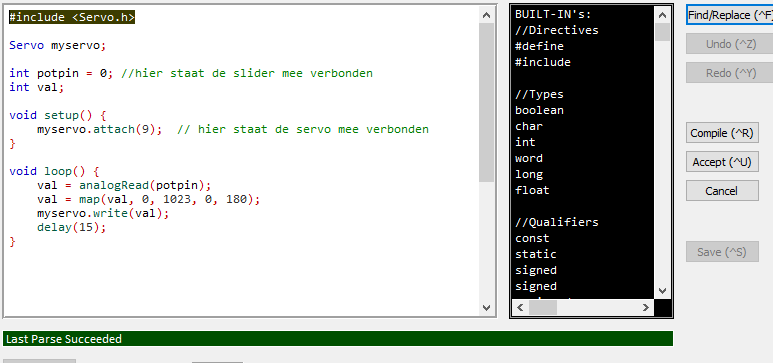 #include <Servo.h>
Servo myservo;
int potpin = 0; //hier staat de slider mee verbonden
int val;
void setup() {
myservo.attach(9);  // hier staat de servo mee verbonden
}
void loop() {
val = analogRead(potpin);
val = map(val, 0, 1023, 0, 180);
myservo.write(val);
delay(15);
}
BUILT-IN's:
//Directives
#define
#include
//Types
boolean
char
int
word
long
float
//Qualifiers
const
static
signed
signed
Find/Replace (^F)
Undo (^Z)
Redo (^Y)
Compile (^R)
Accept (^U)
Cancel
Save (^S)
Last Parse Succeeded